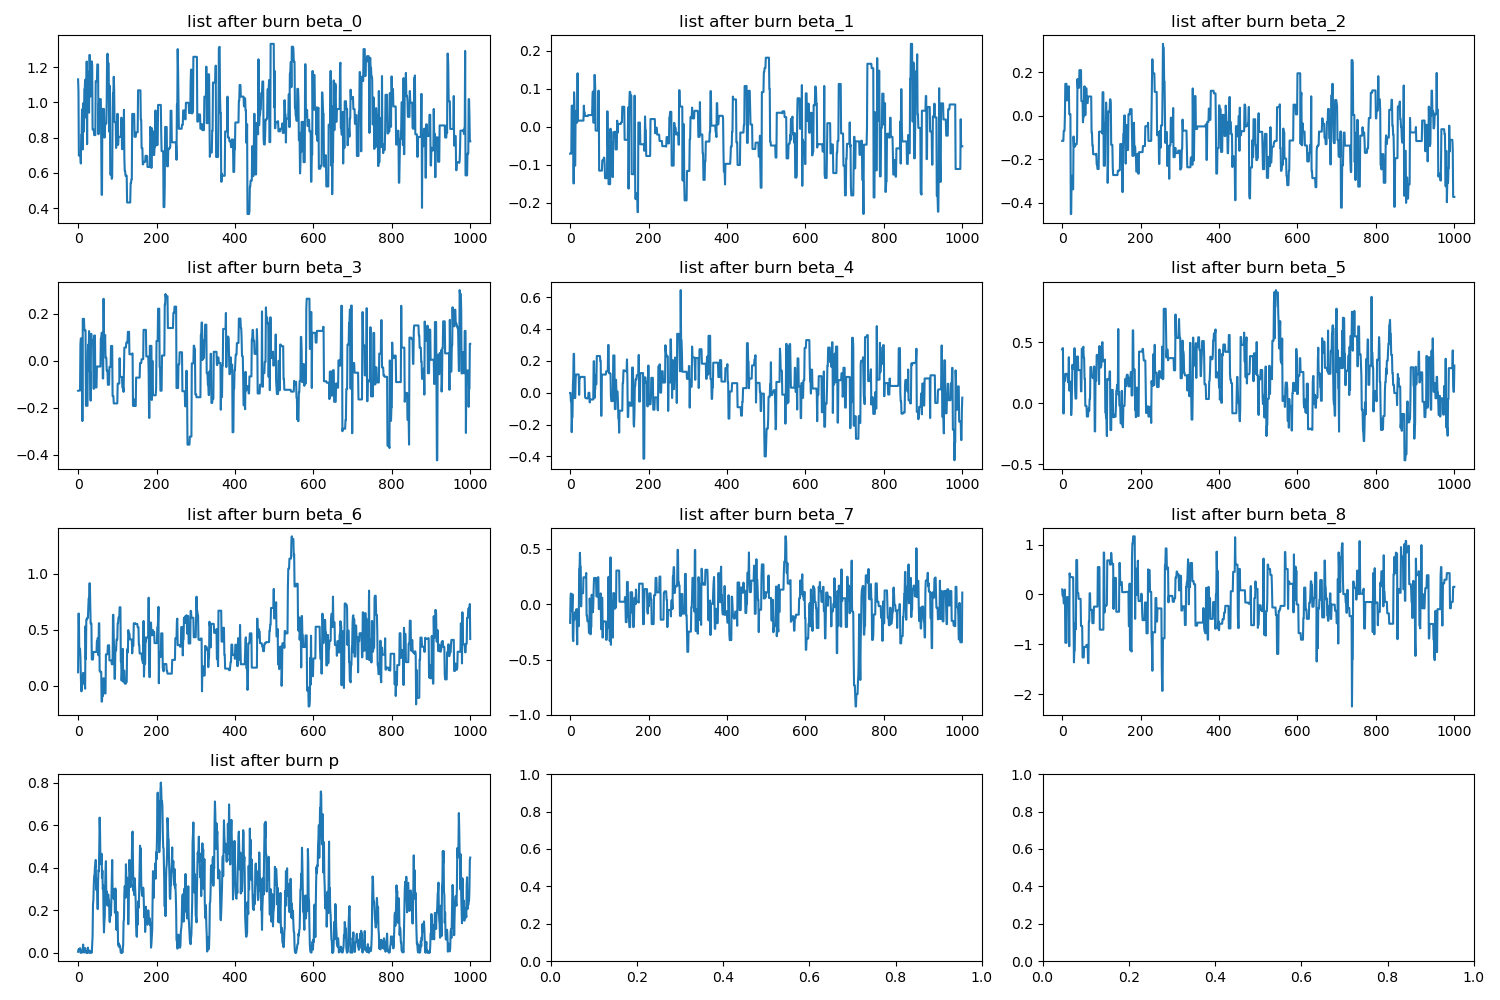 list after burn beta_0 list after burn beta_1 list after burn beta_2
1.2 0.2 0.2
1.0 0.1 0.0
0.8 0.0 −0.2
0.6 −0.1 −0.4
0.4 −0.2
0 200 400 600 800 1000 0 200 400 600 800 1000 0 200 400 600 800 1000
list after burn beta_3 list after burn beta_4 list after burn beta_5
0.2 0.6 0.5
0.0 0.4 0.0
−0.2 0.2 −0.5
−0.4 0.0
−0.2
−0.4
0 200 400 600 800 1000 0 200 400 600 800 1000 0 200 400 600 800 1000
list after burn beta_6 list after burn beta_7 list after burn beta_8
1.0 0.5 1
0.5 0.0 0
0.0 −0.5 −1
−1.0 −2
0 200 400 600 800 1000 0 200 400 600 800 1000 0 200 400 600 800 1000
list after burn p
0.8 1.0 1.0
0.6 0.8 0.8
0.4 0.6 0.6
0.2 0.4 0.4
0.0 0.2 0.2
0.0 0.0
0 200 400 600 800 1000 0.0 0.2 0.4 0.6 0.8 1.0 0.0 0.2 0.4 0.6 0.8 1.0